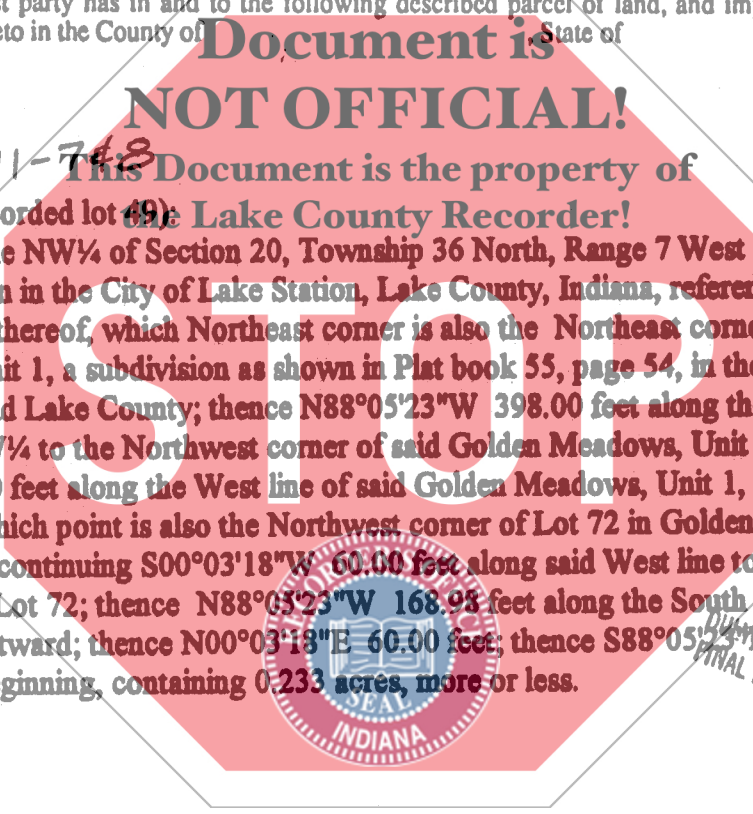 st party has in and to the following described parcel of land, and im
eto in the County of , State of
Document is
NOT OFFICIAL!
This Document is the property of
the Lake County Recorder!
orded lot 49):
e NW¼ of Section 20, Township 36 North, Range 7 West
n in the City of Lake Station, Lake County, Indiana, referen
thereof, which Northeast corner is also the Northeast corne
it 1, a subdivision as shown in Plat book 55, page 54, in the
d Lake County; thence N88°05'23"W 398.00 feet along th
V¼ to the Northwest corner of said Golden Meadows, Unit
feet along the West line of said Golden Meadows, Unit 1,
hich point is also the Northwest corner of Lot 72 in Golden
continuing S00°03'18"W 60.00 feet along said West line to
Lot 72; thence N88°05'23"W 168.98 feet along the South
tward; thence N00°03'18"E 60.00 feet; thence S88°05'
ginning, containing 0.233 acres, more or less.
STOP
SEAL
INDIANA
FINAL